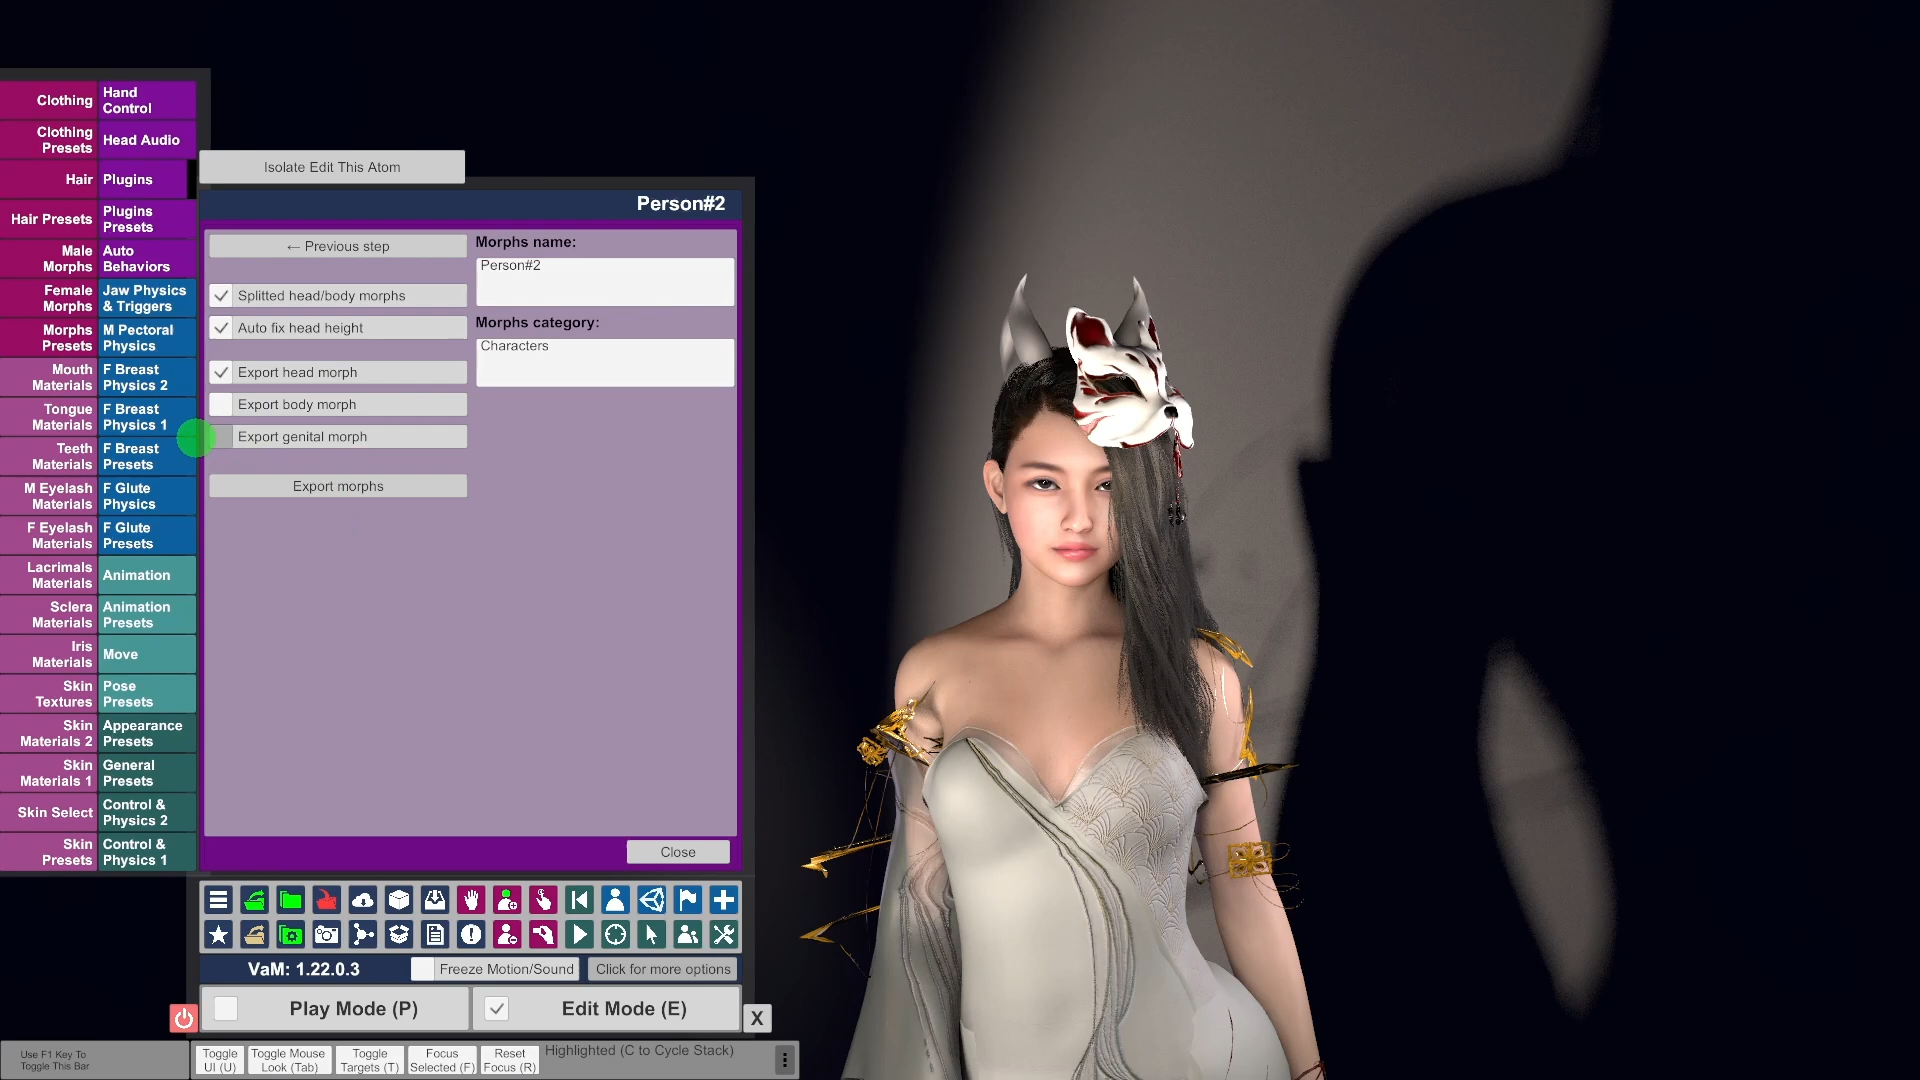 Clothing
Hand
Control
Clothing
Presets
Head Audio
Hair
Plugins
Hair Presets
Plugins
Presets
Male
Morphs
Auto
Behaviors
Female
Morphs
Jaw Physics
& Triggers
Morphs
Presets
M Pectoral
Physics
Mouth
Materials
F Breast
Physics 2
Tongue
Materials
F Breast
Physics 1
Teeth
Materials
F Breast
Presets
M Eyelash
Materials
F Glute
Physics
F Eyelash
Materials
F Glute
Presets
Lacrimals
Materials
Animation
Sclera
Materials
Animation
Presets
Iris
Materials
Move
Skin
Textures
Pose
Presets
Skin
Materials 2
Appearance
Presets
Skin
Materials 1
General
Presets
Skin Select
Control &
Physics 2
Skin
Presets
Control &
Physics 1
Isolate Edit This Atom
Person#2
← Previous step
Splitted head/body morphs
Auto fix head height
Export head morph
Export body morph
Export genital morph
Export morphs
Morphs name:
Person#2
Morphs category:
Characters
Close
VaM: 1.22.0.3
Freeze Motion/Sound
Click for more options
Play Mode (P)
Edit Mode (E)
X
Use F1 Key To
Toggle This Bar
Toggle
UI (U)
Toggle Mouse
Look (Tab)
Toggle
Targets (T)
Focus
Selected (F)
Reset
Focus (R)
Highlighted (C to Cycle Stack)